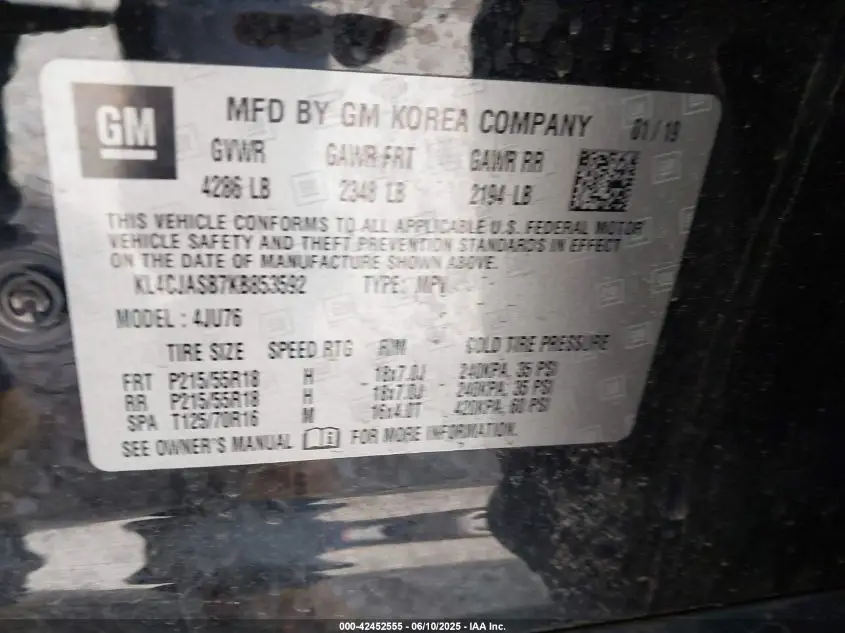 GM
MFD BY GM KOREA COMPANY 01/19
GVWR GAWR FRT GAWR RR
4286 LB 2348 LB 2194 LB
THIS VEHICLE CONFORMS TO ALL APPLICABLE U.S. FEDERAL MOTOR
VEHICLE SAFETY AND THEFT PREVENTION STANDARDS IN EFFECT
ON THE DATE OF MANUFACTURE SHOWN ABOVE.
KL4CJASB7KB853592 TYPE: MPV
MODEL: 4JU76
TIRE SIZE SPEED RTG RIM COLD TIRE PRESSURE
FRT P215/55R18 H 18x7.0J 240KPA, 35 PSI
RR P215/55R18 H 18x7.0J 240KPA, 35 PSI
SPA T125/70R16 M 16x4.0T 420KPA, 60 PSI
SEE OWNER'S MANUAL FOR MORE INFORMATION.
000-42452555 - 06/10/2025 - IAA Inc.